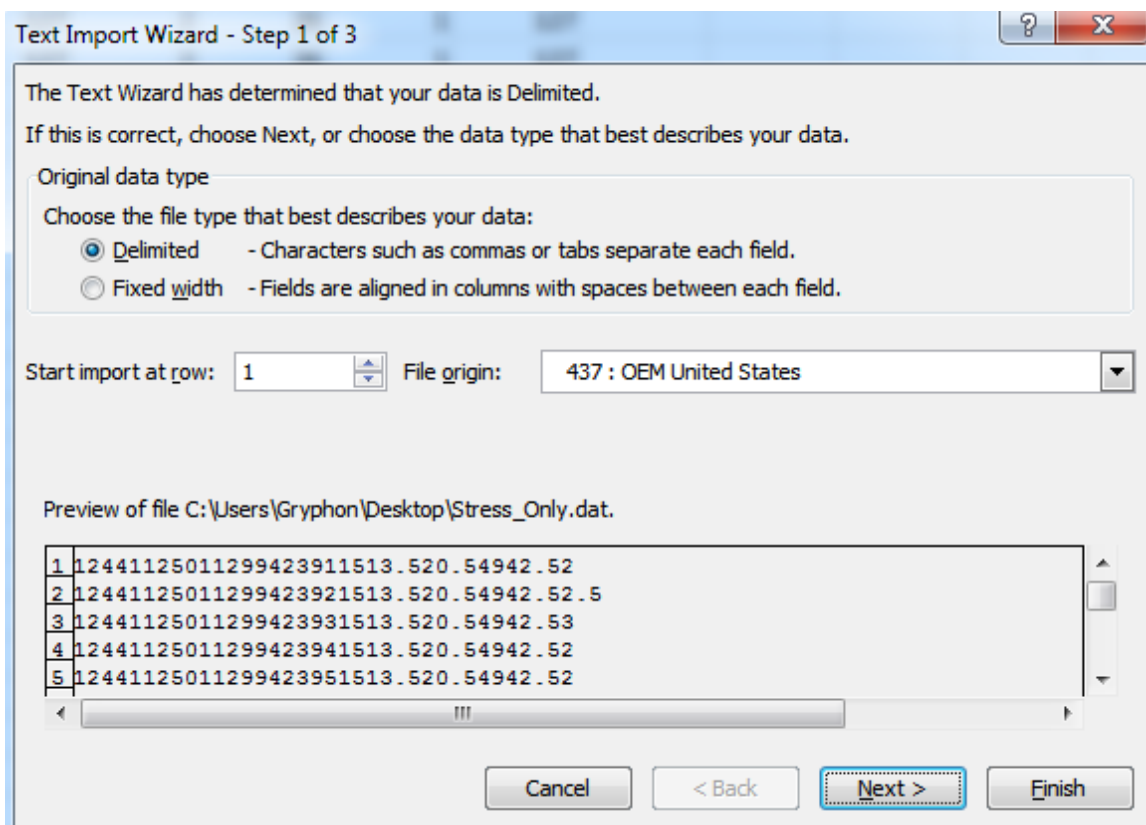 Text Import Wizard - Step 1 of 3
The Text Wizard has determined that your data is Delimited.
If this is correct, choose Next, or choose the data type that best describes your data.
Original data type
Choose the file type that best describes your data:
Delimited - Characters such as commas or tabs separate each field.
Fixed width - Fields are aligned in columns with spaces between each field.
Start import at row: 1 File origin: 437 : OEM United States
Preview of file C:\Users\Gryphon\Desktop\Stress_Only.dat.
1 12441125011299423911513.520.54942.52
2 12441125011299423921513.520.54942.52.5
3 12441125011299423931513.520.54942.53
4 12441125011299423941513.520.54942.52
5 12441125011299423951513.520.54942.52
Cancel < Back Next > Finish